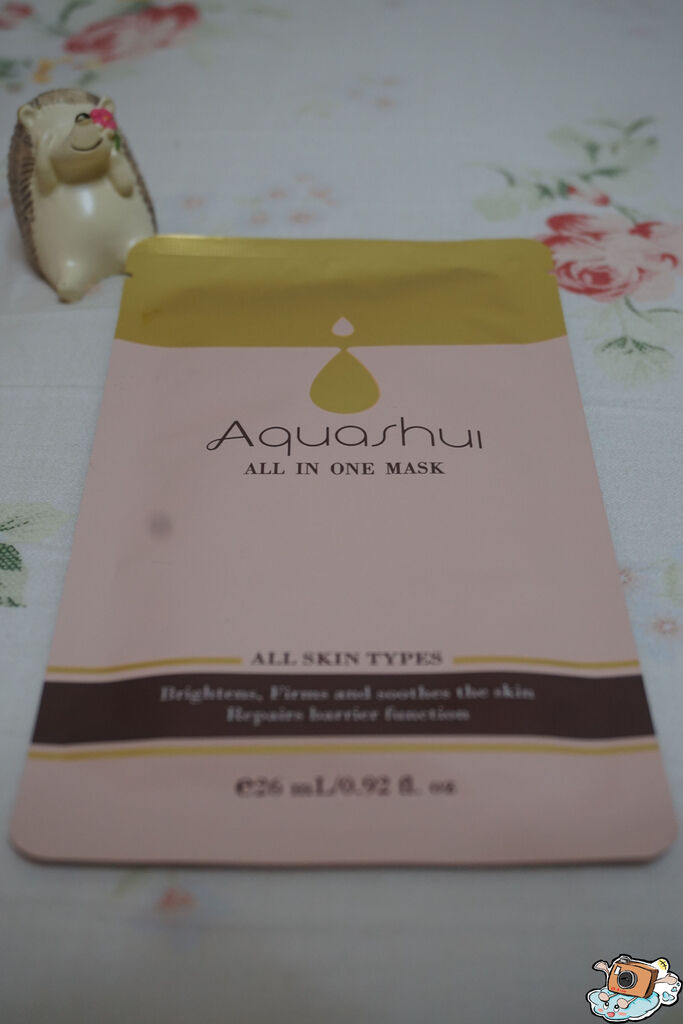 Aquashui
ALL IN ONE MASK
ALL SKIN TYPES
Brightens, Firms and soothes the skin
Repairs barrier function
℮26 mL/0.92 fl. oz